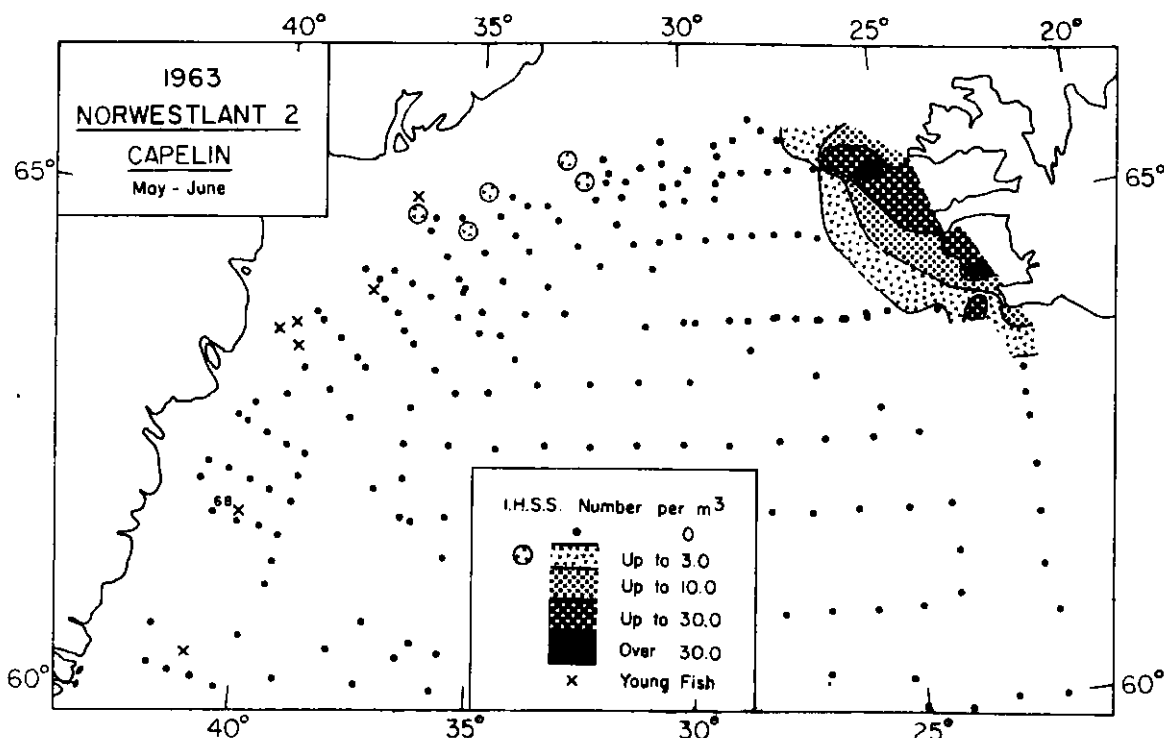 40° 35° 30° 25° 20°
1963
NORWESTLANT 2
CAPELIN
May - June
65° 65°
68
I.H.S.S. Number per m³
0
Up to 3.0
Up to 10.0
Up to 30.0
Over 30.0
× Young Fish
60° 60°
40° 35° 30° 25°